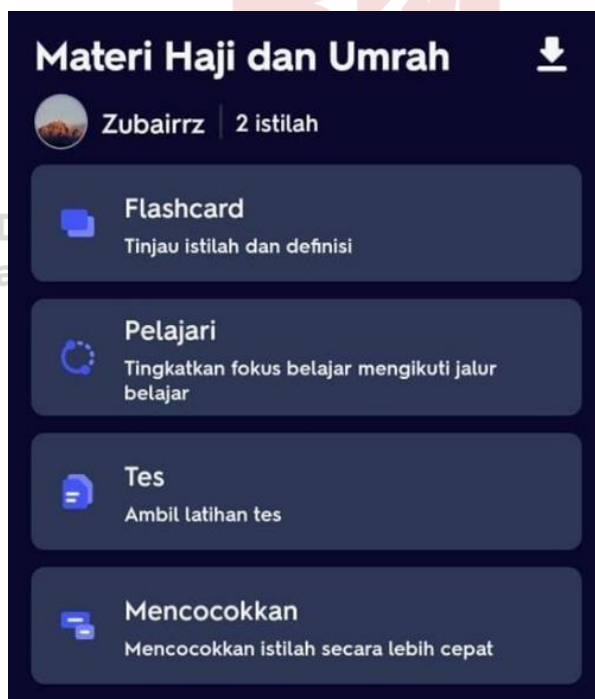 Materi Haji dan Umrah
Zubairrz 2 istilah
Flashcard
Tinjau istilah dan definisi
Pelajari
Tingkatkan fokus belajar mengikuti jalur
belajar
Tes
Ambil latihan tes
Mencocokkan
Mencocokkan istilah secara lebih cepat